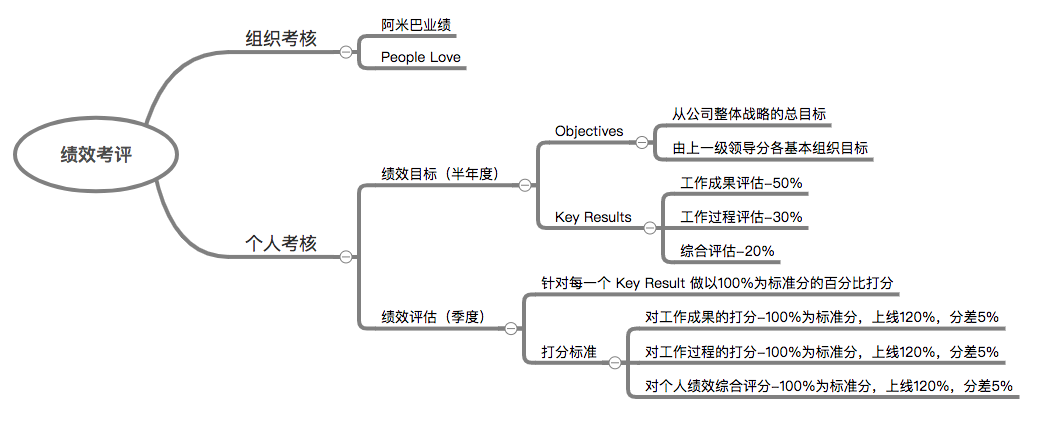 绩效考评
组织考核
阿米巴业绩
People Love
个人考核
绩效目标（半年度）
Objectives
从公司整体战略的总目标
由上一级领导分各基本组织目标
Key Results
工作成果评估–50%
工作过程评估–30%
综合评估–20%
绩效评估（季度）
针对每一个 Key Result 做以100%为标准分的百分比打分
打分标准
对工作成果的打分–100%为标准分，上线120%，分差5%
对工作过程的打分–100%为标准分，上线120%，分差5%
对个人绩效综合评分–100%为标准分，上线120%，分差5%